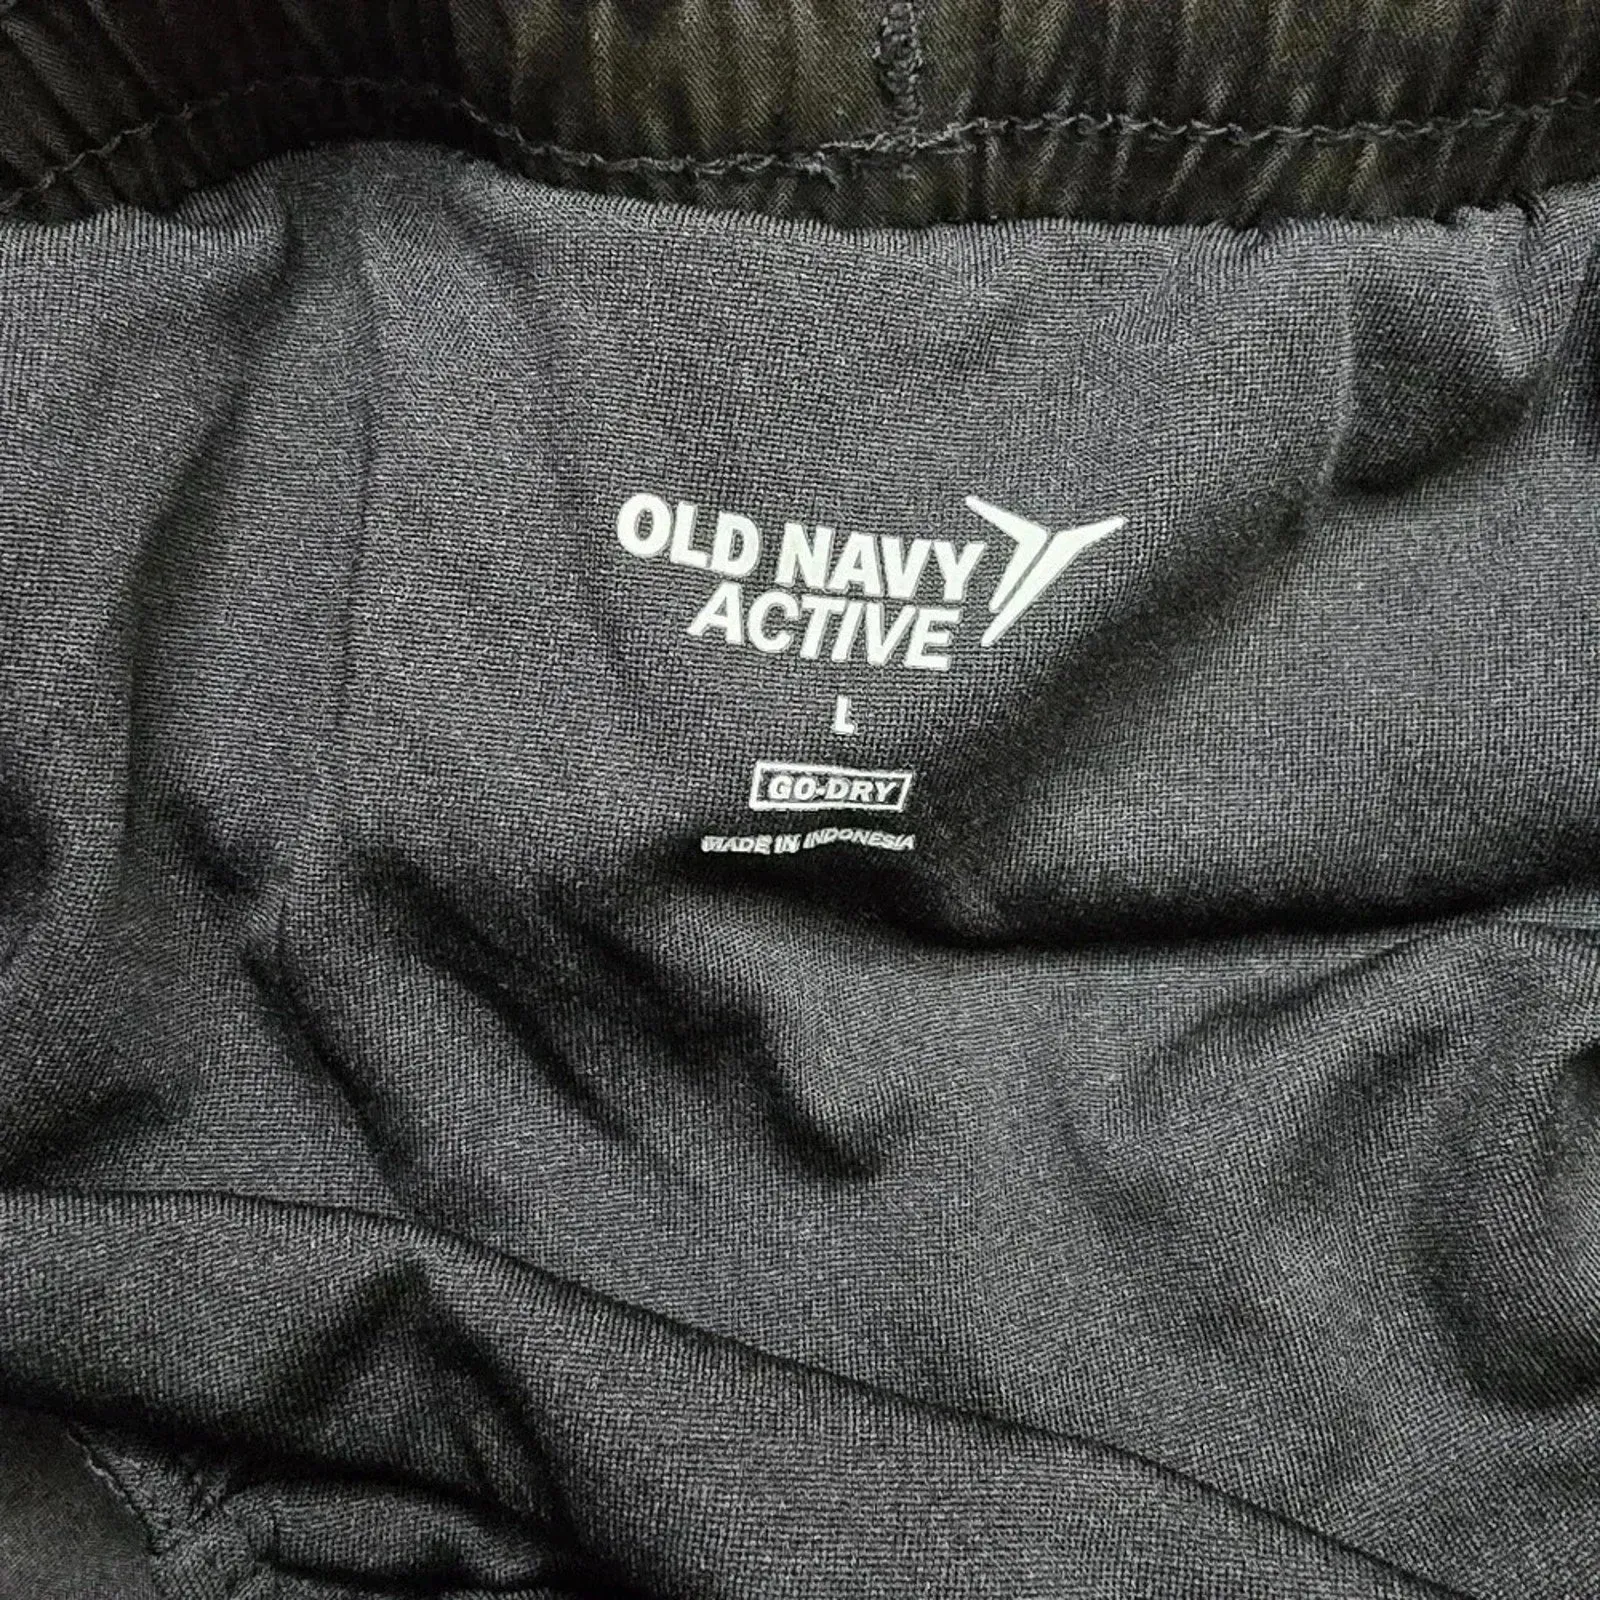 OLD NAVY
ACTIVE
L
GO-DRY
MADE IN INDONESIA